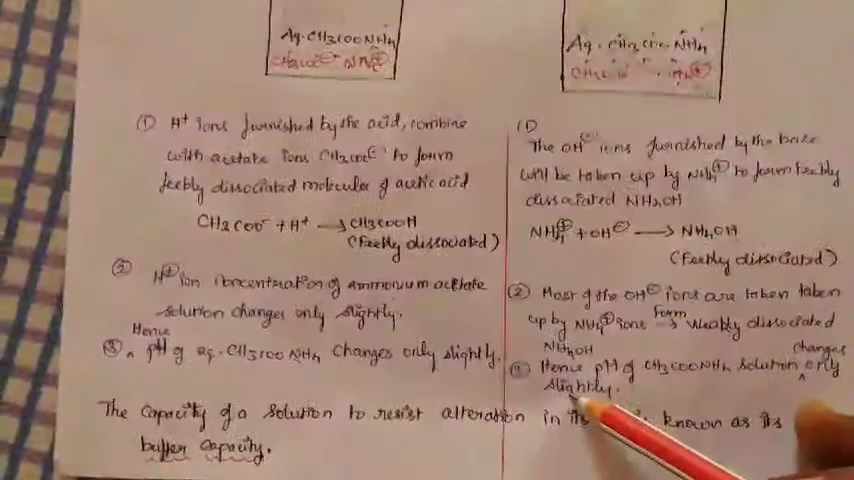 Aq. CH3COONH4
CH3COO⊖ NH4⊕
① H⁺ ions furnished by the acid, combine
with acetate ions CH3COO⊖ to form
feebly dissociated molecules of acetic acid
CH3COO⁻ + H⁺ → CH3COOH
(Feebly dissociated)
② H⊕ ion concentration of ammonium acetate
solution changes only slightly.
Hence
③ ^ pH of aq. CH3COONH4 changes only slightly.
Aq. CH3COO NH4
NH4⊕
①
The OH⊖ ions furnished by the base
will be taken up by NH4⊕ to form feebly
dissociated NH4OH
NH4⊕ + OH⊖ → NH4OH
(Feebly dissociated)
② Most of the OH⊖ ions are taken taken
up by NH4⊕ ions form → Weakly dissociated
NH4OH
changes
Hence pH of CH3COONH4 solution ^ only
slightly.
The capacity of a solution to resist alteration in its known as its
buffer capacity.